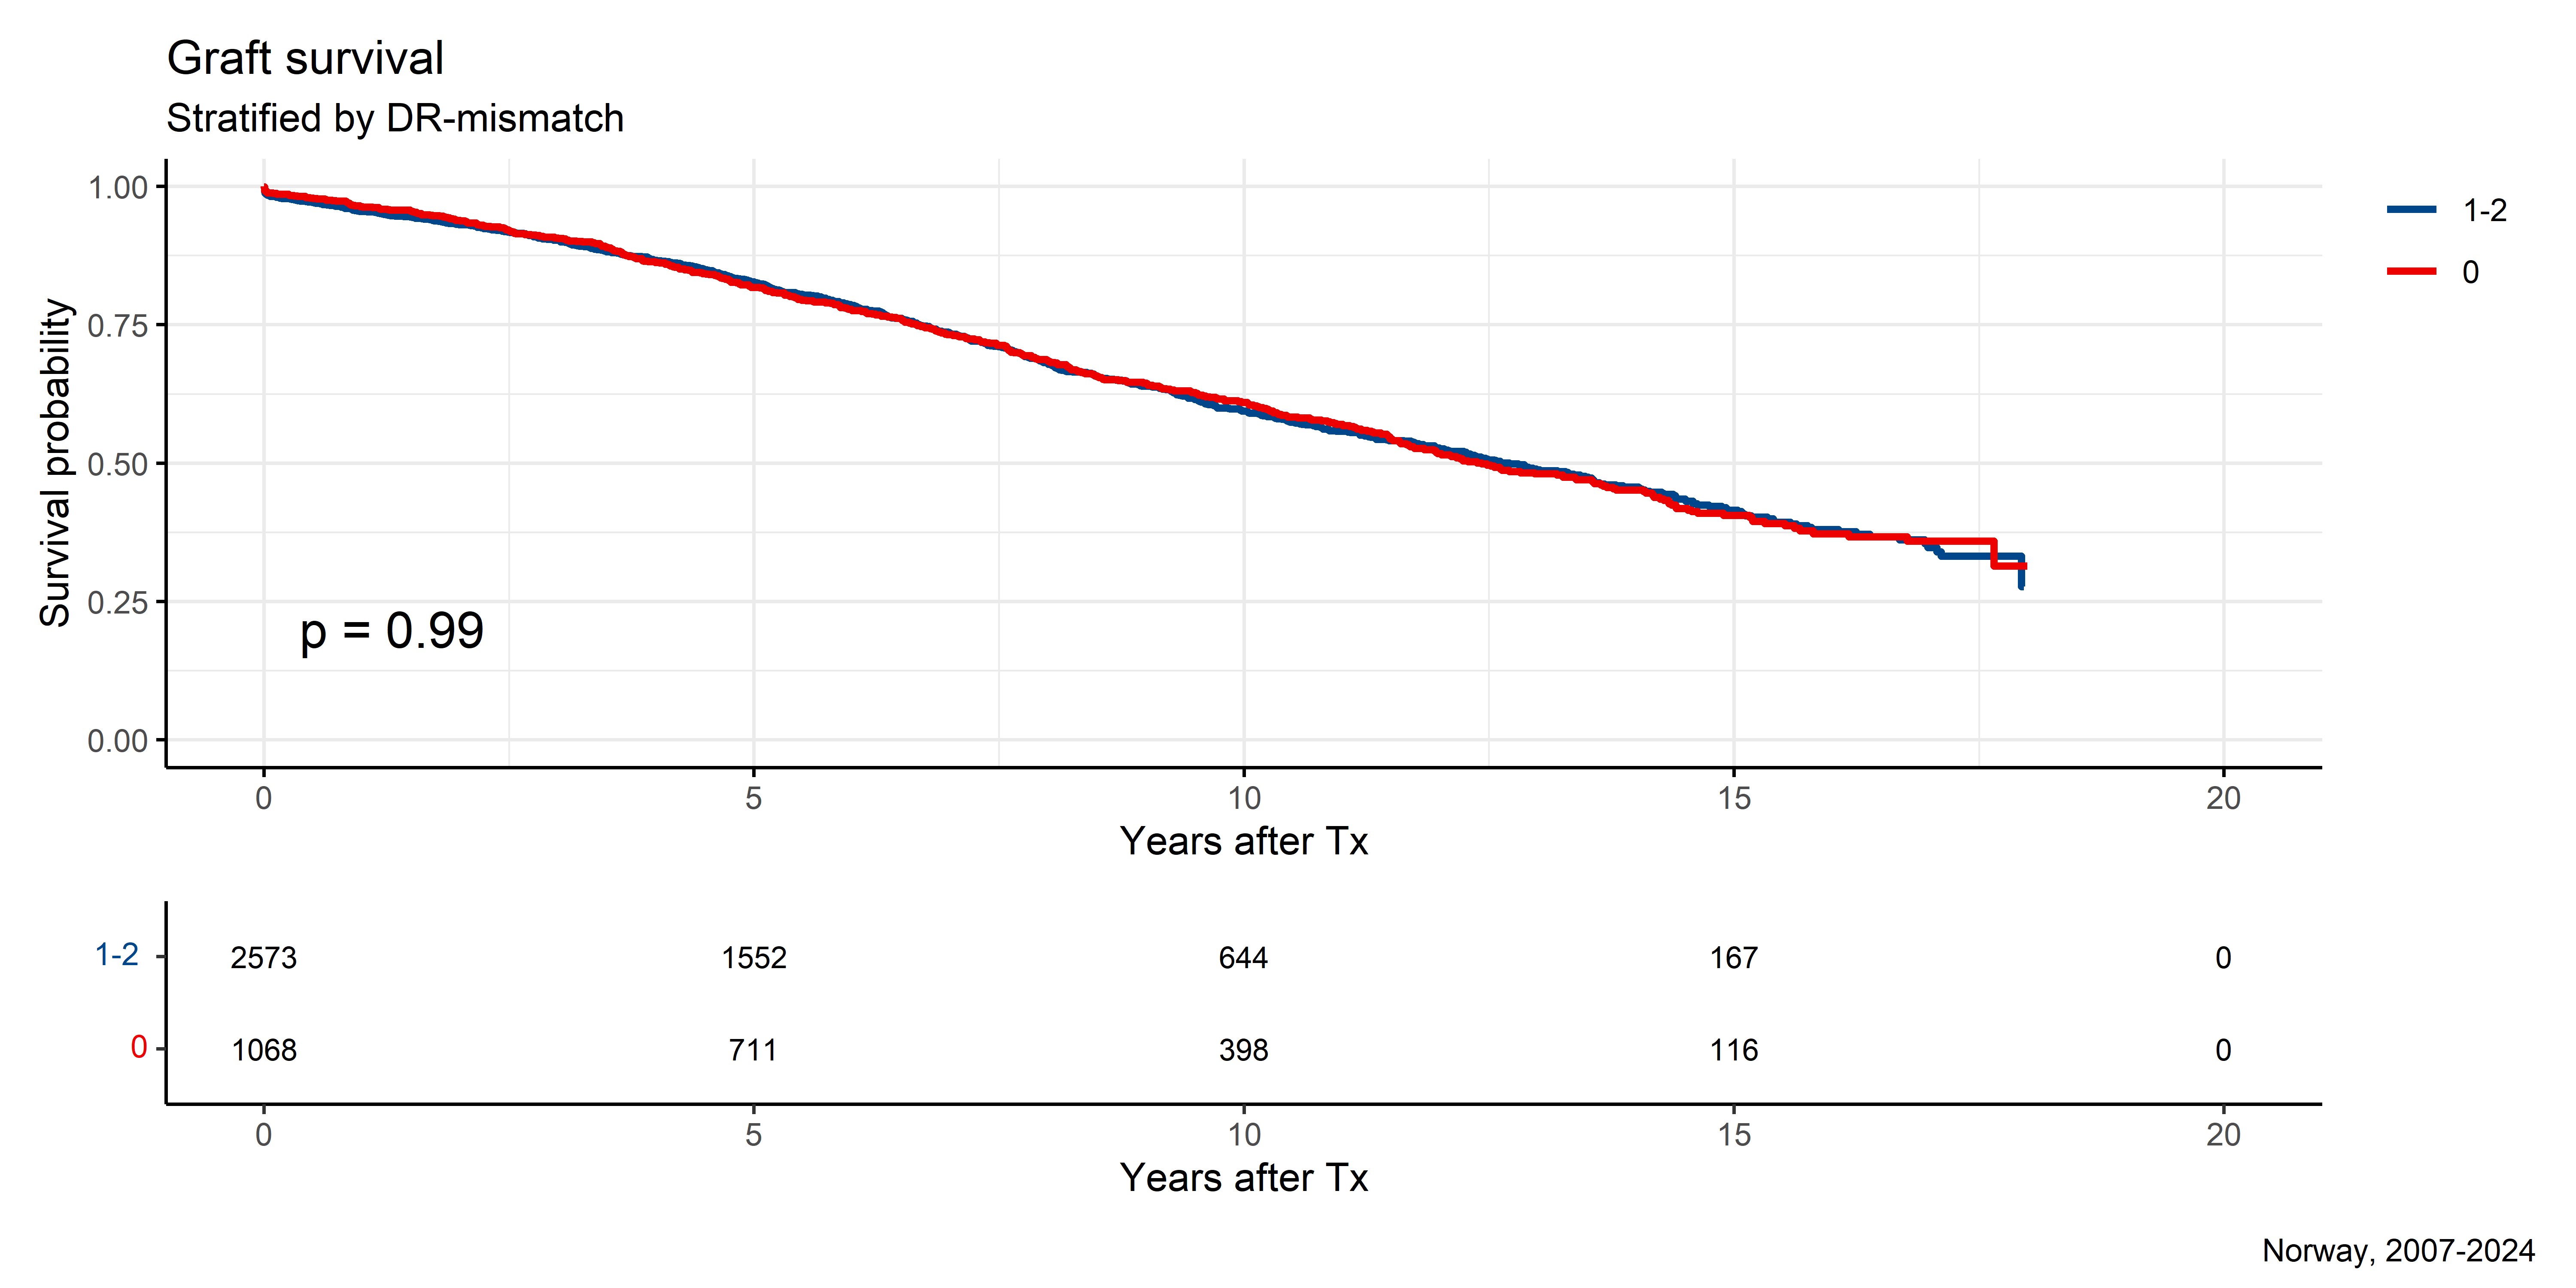 Graft survival
Stratified by DR-mismatch
1.00
0.75
0.50
0.25
0.00
Survival probability
p = 0.99
1-2
0
0 5 10 15 20
Years after Tx
1-2 2573 1552 644 167 0
0 1068 711 398 116 0
0 5 10 15 20
Years after Tx
Norway, 2007-2024